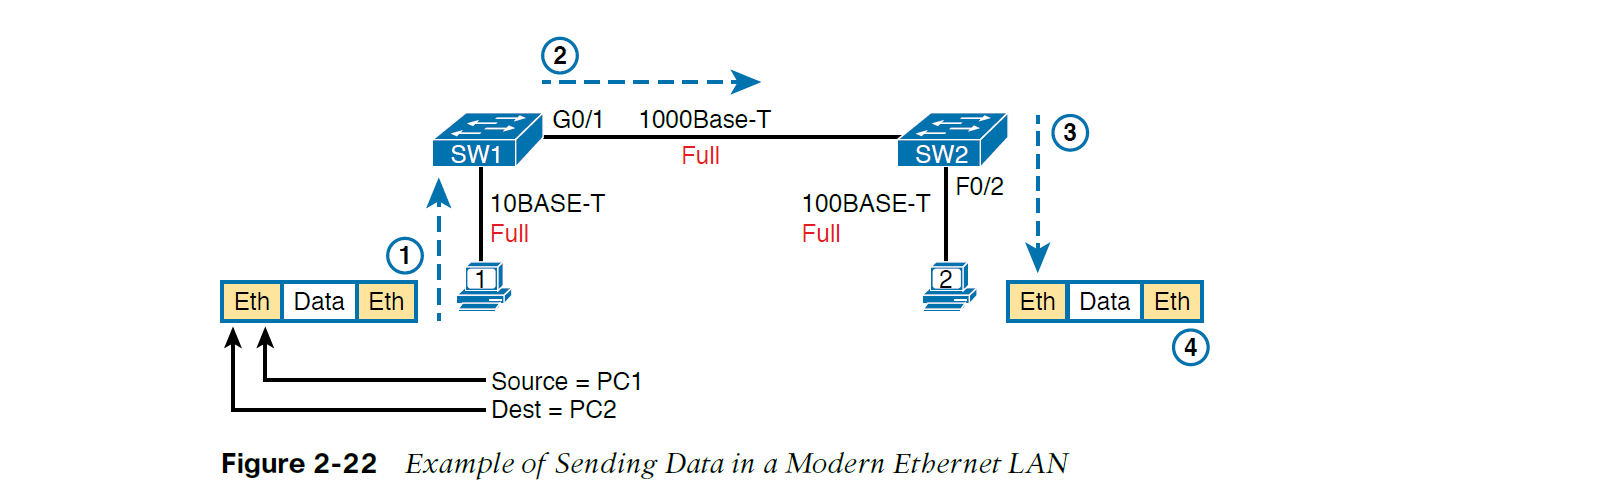 2
G0/1 1000Base-T
Full
SW1
SW2
3
F0/2
10BASE-T
Full
100BASE-T
Full
1
1
2
Eth Data Eth
Eth Data Eth
4
Source = PC1
Dest = PC2
Figure 2-22 Example of Sending Data in a Modern Ethernet LAN